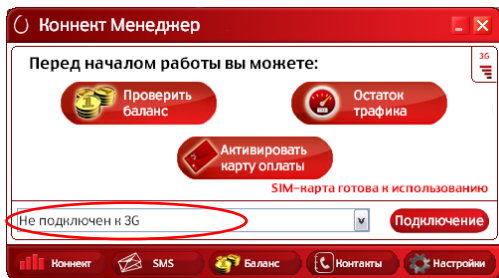 Коннект Менеджер
Перед началом работы вы можете:
3G
Проверить
баланс
Остаток
трафика
Активировать
карту оплаты
SIM-карта готова к использованию
Не подключен к 3G
Подключение
Коннект
SMS
Баланс
Контакты
Настройки